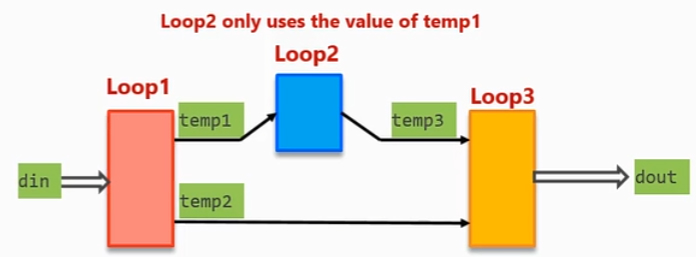 Loop2 only uses the value of temp1
Loop2
Loop1
Loop3
temp1
temp3
din
dout
temp2